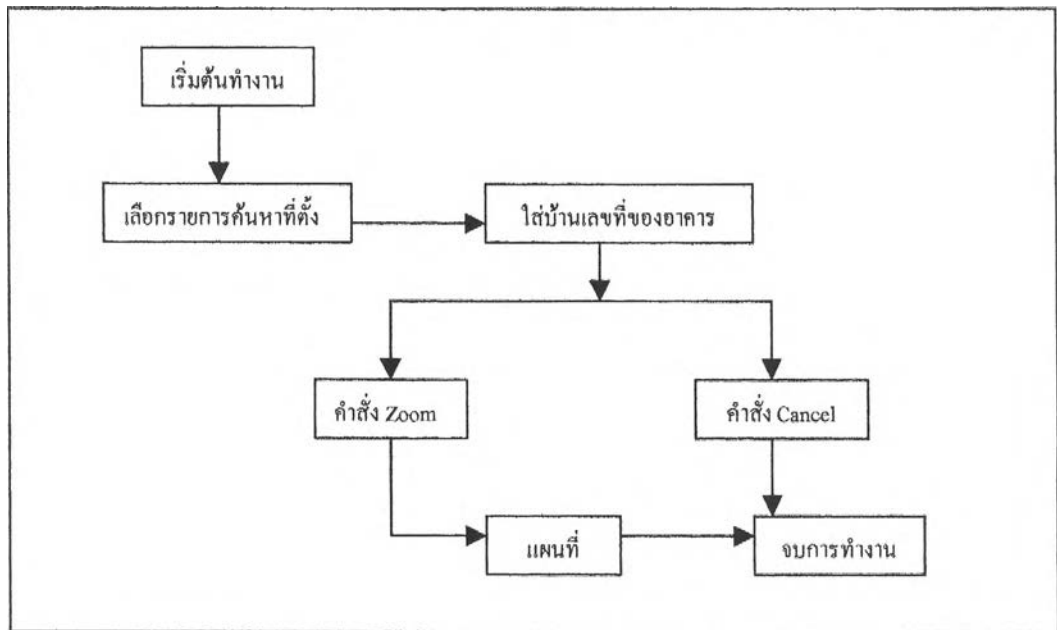 เริ่มต้นทำงาน
เลือกรายการค้นหาที่ตั้ง
ใส่บ้านเลขที่ของอาคาร
คำสั่ง Zoom
คำสั่ง Cancel
แผนที่
จบการทำงาน